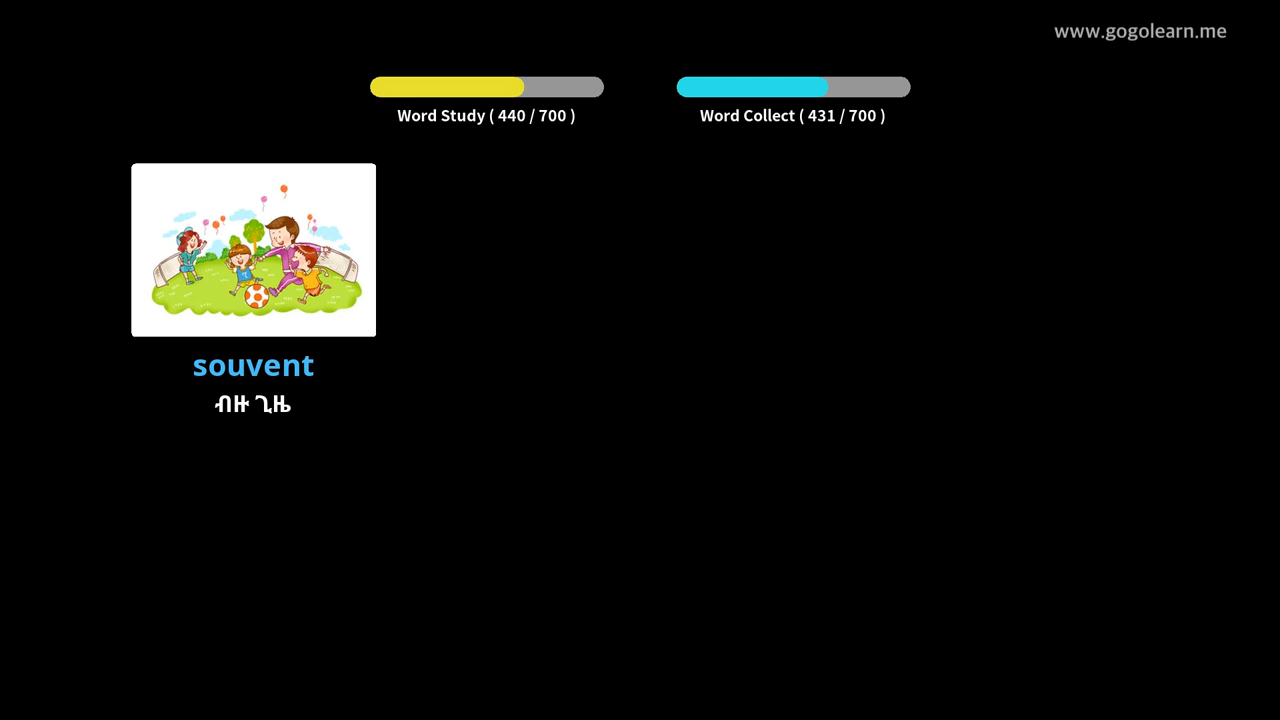 www.gogolearn.me
Word Study ( 440 / 700 )
Word Collect ( 431 / 700 )
souvent
ብዙ ጊዜ